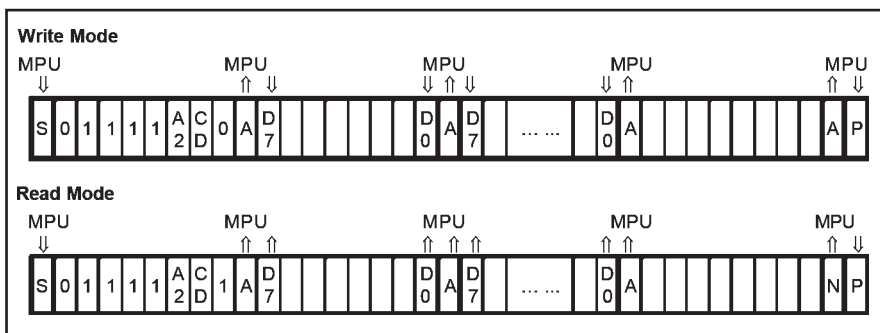 Write Mode
MPU MPU MPU MPU MPU
⇓ ⇑ ⇓ ⇓ ⇑ ⇓ ⇓ ⇑ ⇑ ⇓
S 0 1 1 1 1 A2 CD 0 A D7 D0 A D7 ... ... D0 A A P
Read Mode
MPU MPU MPU MPU MPU
⇓ ⇑ ⇑ ⇑ ⇑ ⇑ ⇑ ⇑ ⇑ ⇓
S 0 1 1 1 1 A2 CD 1 A D7 D0 A D7 ... ... D0 A N P